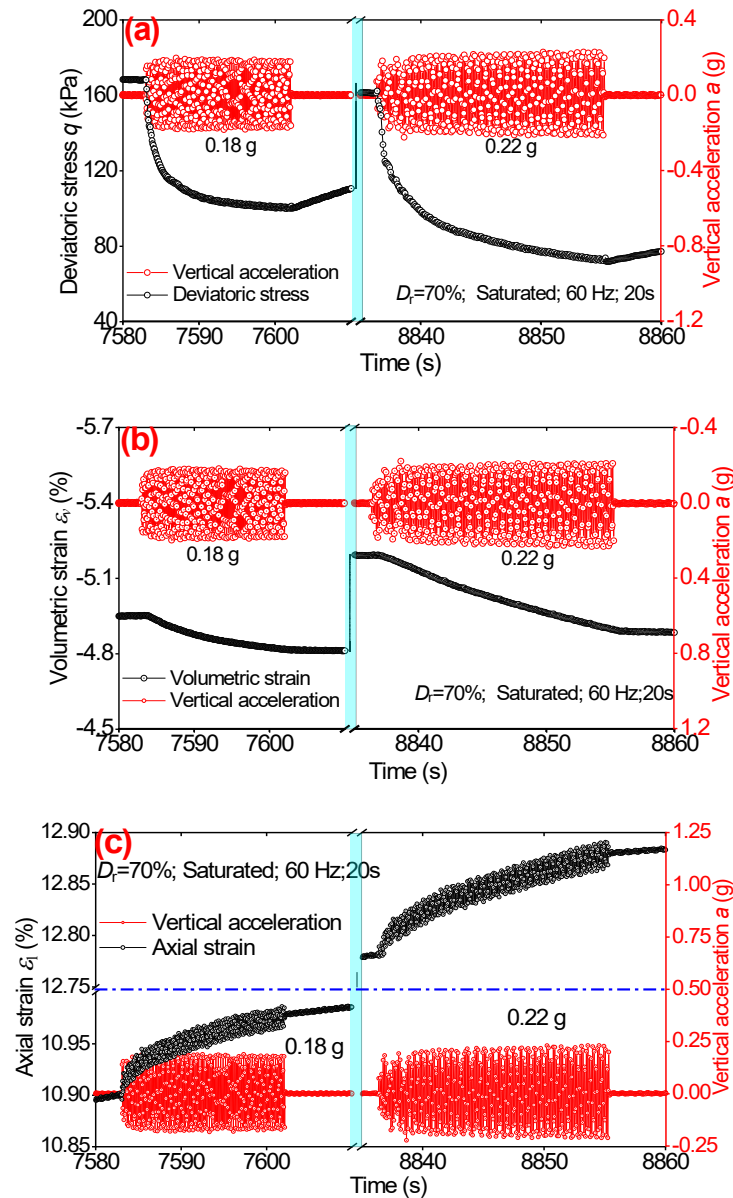 (a)
200
160
120
80
40
Deviatoric stress q (kPa)
0.4
0.0
-0.4
-0.8
-1.2
Vertical acceleration a (g)
0.18 g
0.22 g
Vertical acceleration
Deviatoric stress
Dr=70%; Saturated; 60 Hz; 20s
7580 7590 7600 8840 8850 8860
Time (s)
(b)
-5.7
-5.4
-5.1
-4.8
-4.5
Volumetric strain εv (%)
-0.4
0.0
0.4
0.8
1.2
Vertical acceleration a (g)
0.18 g
0.22 g
Volumetric strain
Vertical acceleration
Dr=70%; Saturated; 60 Hz;20s
7580 7590 7600 8840 8850 8860
Time (s)
(c)
12.90
12.85
12.80
12.75
10.95
10.90
10.85
Axial strain ε1 (%)
1.25
1.00
0.75
0.50
0.25
0.00
-0.25
Vertical acceleration a (g)
Dr=70%; Saturated; 60 Hz;20s
Vertical acceleration
Axial strain
0.18 g
0.22 g
7580 7590 7600 8840 8850 8860
Time (s)